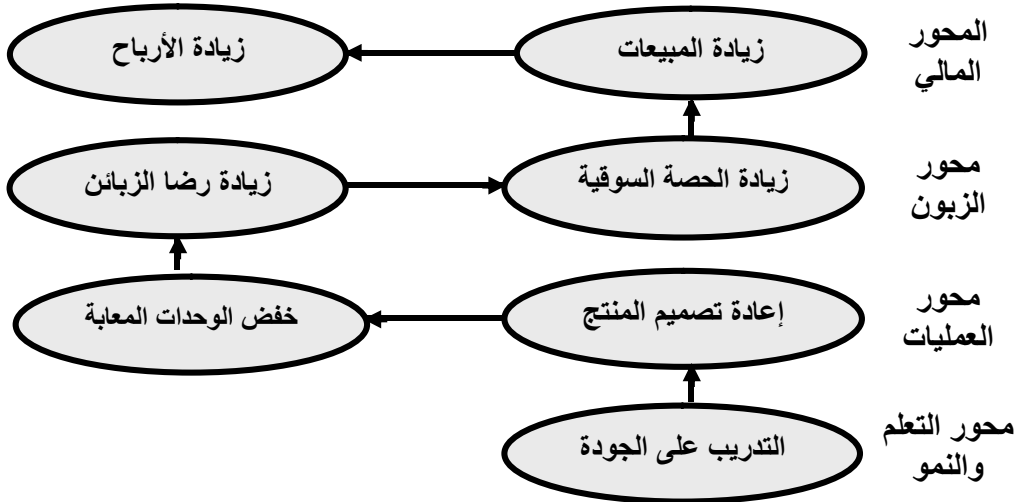 المحور
المالي
زيادة المبيعات
زيادة الأرباح
محور
الزبون
زيادة الحصة السوقية
زيادة رضا الزبائن
محور
العمليات
إعادة تصميم المنتج
خفض الوحدات المعابة
محور التعلم
والنمو
التدريب على الجودة